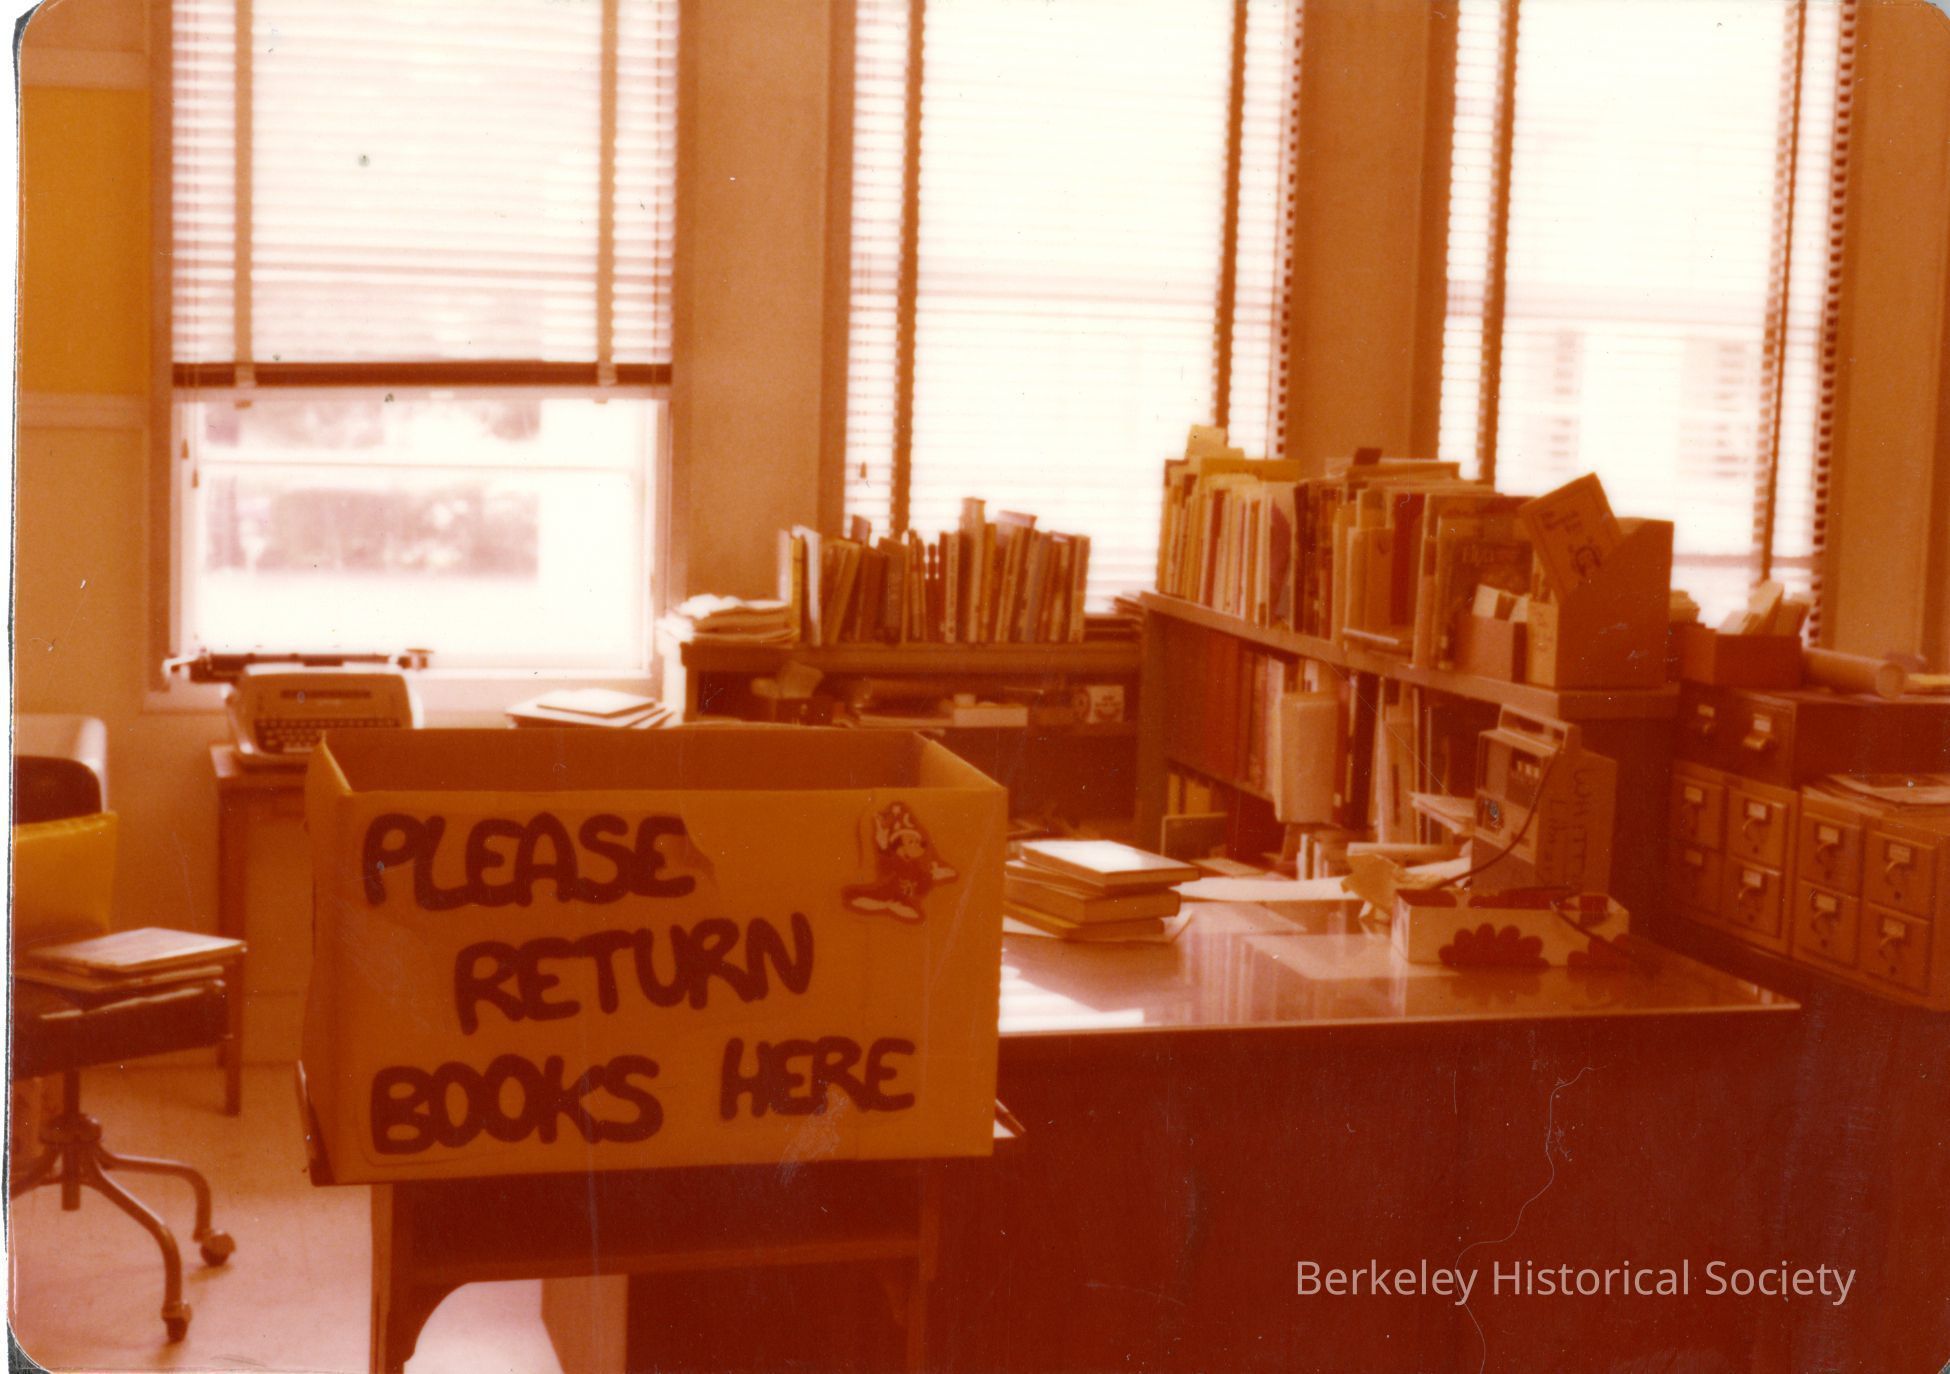 PLEASE
RETURN
BOOKS HERE
Berkeley Historical Society